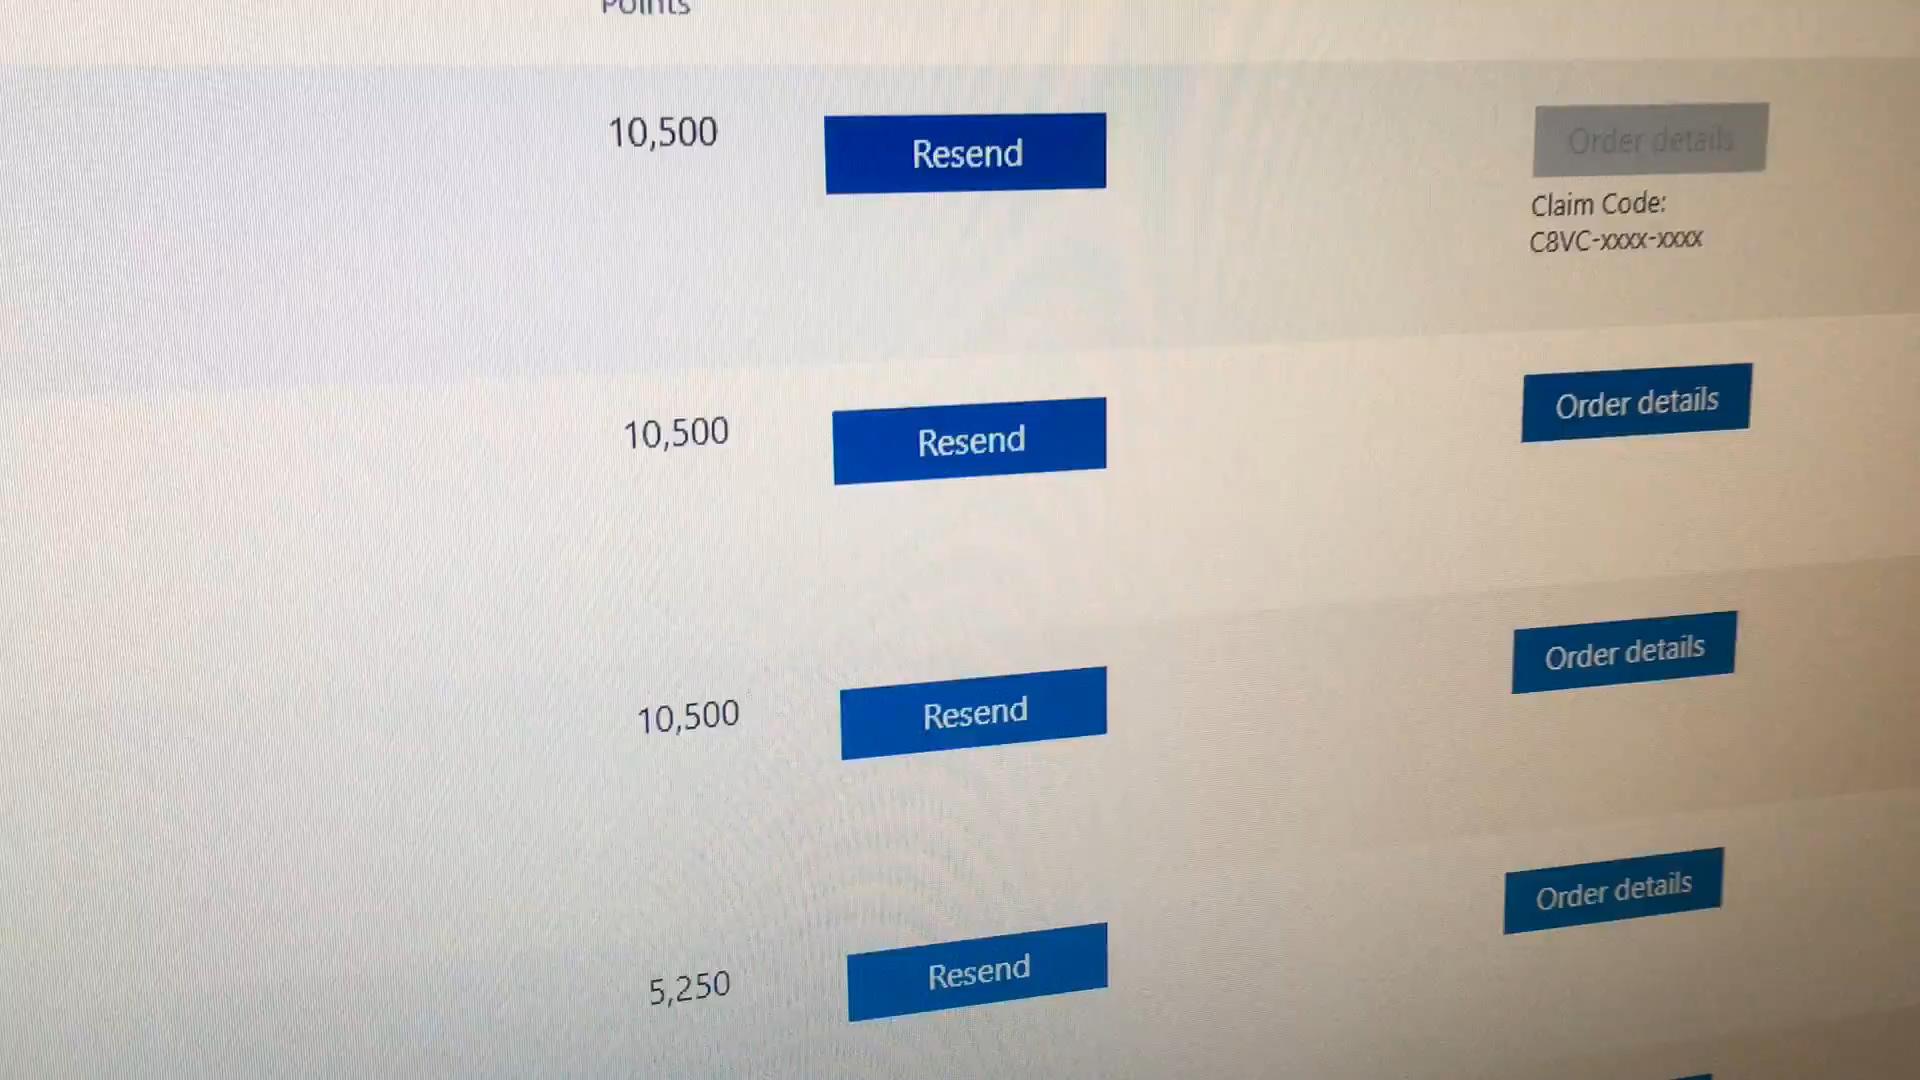 Points
10,500
Resend
Order details
Claim Code:
C8VC-xxxx-xxxx
10,500
Resend
Order details
10,500
Resend
Order details
5,250
Resend
Order details